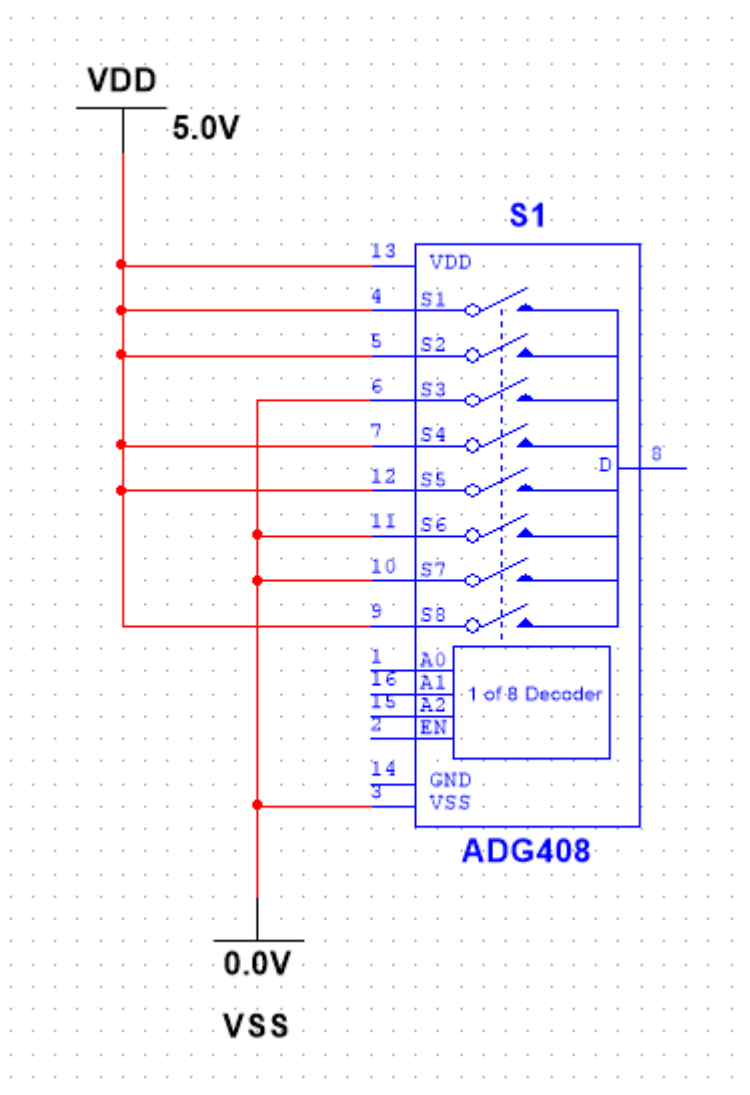 VDD
5.0V
S1
13 VDD
4 S1
5 S2
6 S3
7 S4
D 8
12 S5
11 S6
10 S7
9 S8
1 A0
16 A1
1 of 8 Decoder
15 A2
2 EN
14 GND
3 VSS
ADG408
0.0V
VSS